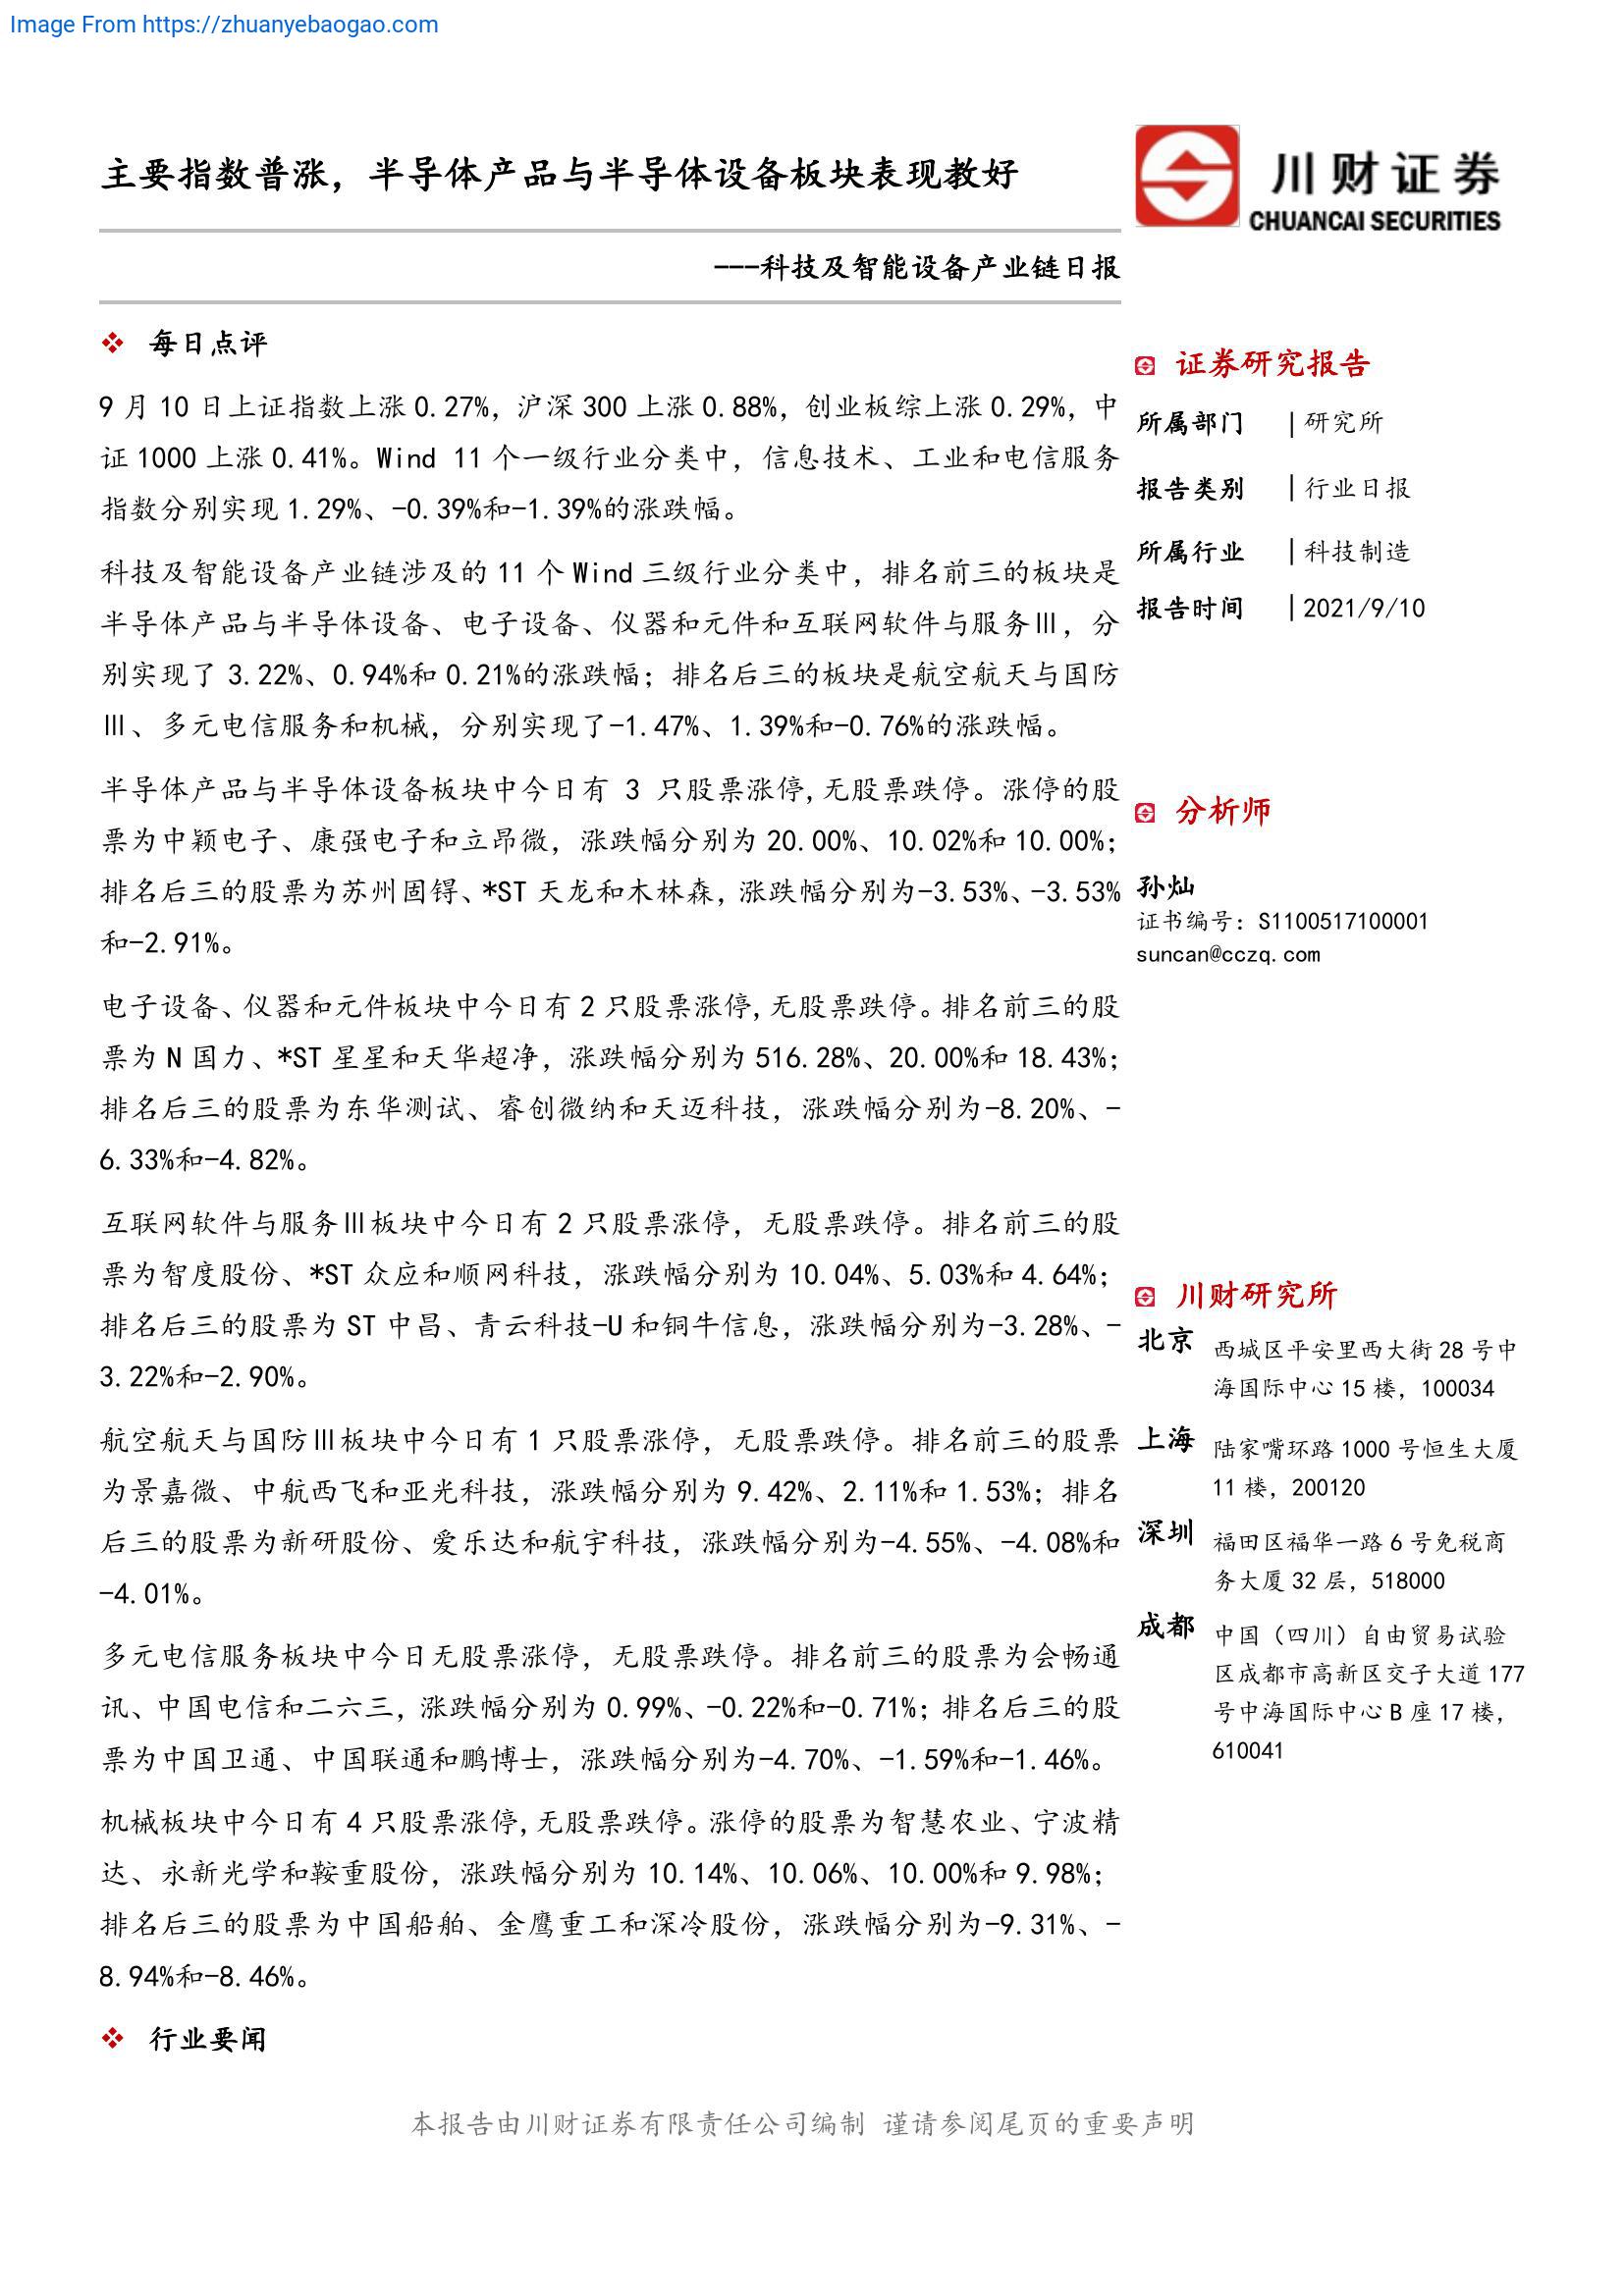 Image From https://zhuanyebaogao.com
主要指数普涨，半导体产品与半导体设备板块表现教好
---科技及智能设备产业链日报
川财证券
CHUANCAI SECURITIES
每日点评
9 月 10 日上证指数上涨 0.27%，沪深 300 上涨 0.88%，创业板综上涨 0.29%，中
证 1000 上涨 0.41%。Wind 11 个一级行业分类中，信息技术、工业和电信服务
指数分别实现 1.29%、-0.39%和-1.39%的涨跌幅。
科技及智能设备产业链涉及的 11 个 Wind 三级行业分类中，排名前三的板块是
半导体产品与半导体设备、电子设备、仪器和元件和互联网软件与服务Ⅲ，分
别实现了 3.22%、0.94%和 0.21%的涨跌幅；排名后三的板块是航空航天与国防
Ⅲ、多元电信服务和机械，分别实现了-1.47%、1.39%和-0.76%的涨跌幅。
半导体产品与半导体设备板块中今日有 3 只股票涨停,无股票跌停。涨停的股
票为中颖电子、康强电子和立昂微，涨跌幅分别为 20.00%、10.02%和 10.00%；
排名后三的股票为苏州固锝、*ST 天龙和木林森，涨跌幅分别为-3.53%、-3.53%
和-2.91%。
电子设备、仪器和元件板块中今日有 2 只股票涨停,无股票跌停。排名前三的股
票为 N 国力、*ST 星星和天华超净，涨跌幅分别为 516.28%、20.00%和 18.43%；
排名后三的股票为东华测试、睿创微纳和天迈科技，涨跌幅分别为-8.20%、-
6.33%和-4.82%。
互联网软件与服务Ⅲ板块中今日有 2 只股票涨停，无股票跌停。排名前三的股
票为智度股份、*ST 众应和顺网科技，涨跌幅分别为 10.04%、5.03%和 4.64%；
排名后三的股票为 ST 中昌、青云科技-U 和铜牛信息，涨跌幅分别为-3.28%、-
3.22%和-2.90%。
航空航天与国防Ⅲ板块中今日有 1 只股票涨停，无股票跌停。排名前三的股票
为景嘉微、中航西飞和亚光科技，涨跌幅分别为 9.42%、2.11%和 1.53%；排名
后三的股票为新研股份、爱乐达和航宇科技，涨跌幅分别为-4.55%、-4.08%和
-4.01%。
多元电信服务板块中今日无股票涨停，无股票跌停。排名前三的股票为会畅通
讯、中国电信和二六三，涨跌幅分别为 0.99%、-0.22%和-0.71%；排名后三的股
票为中国卫通、中国联通和鹏博士，涨跌幅分别为-4.70%、-1.59%和-1.46%。
机械板块中今日有 4 只股票涨停,无股票跌停。涨停的股票为智慧农业、宁波精
达、永新光学和鞍重股份，涨跌幅分别为 10.14%、10.06%、10.00%和 9.98%；
排名后三的股票为中国船舶、金鹰重工和深冷股份，涨跌幅分别为-9.31%、-
8.94%和-8.46%。
行业要闻
证券研究报告
所属部门 | 研究所
报告类别 | 行业日报
所属行业 | 科技制造
报告时间 | 2021/9/10
分析师
孙灿
证书编号：S1100517100001
suncan@cczq.com
川财研究所
北京 西城区平安里西大街 28 号中
海国际中心 15 楼，100034
上海 陆家嘴环路 1000 号恒生大厦
11 楼，200120
深圳 福田区福华一路 6 号免税商
务大厦 32 层，518000
成都 中国（四川）自由贸易试验
区成都市高新区交子大道 177
号中海国际中心 B 座 17 楼，
610041
本报告由川财证券有限责任公司编制 谨请参阅尾页的重要声明